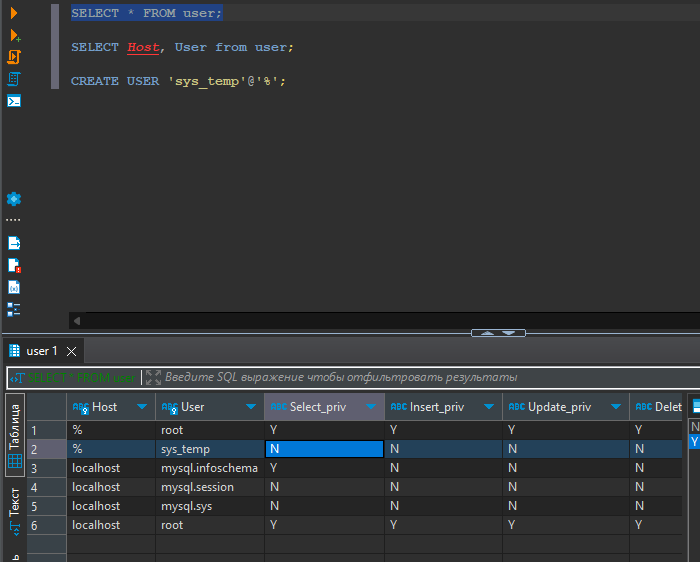 SELECT * FROM user;
SELECT Host, User from user;
CREATE USER 'sys_temp'@'%';
user 1
SELECT * FROM user Введите SQL выражение чтобы отфильтровать результаты
Таблица
Текст
Host User Select_priv Insert_priv Update_priv Delet
1 % root Y Y Y Y
2 % sys_temp N N N N
3 localhost mysql.infoschema Y N N N
4 localhost mysql.session N N N N
5 localhost mysql.sys N N N N
6 localhost root Y Y Y Y
N
Y